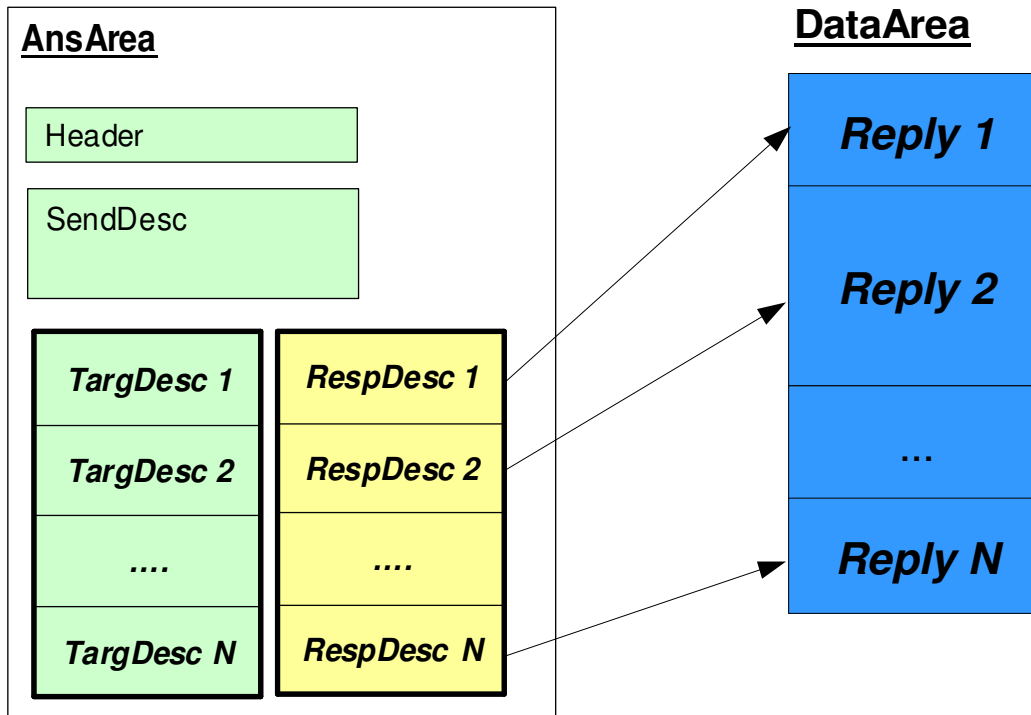 AnsArea
Header
SendDesc
TargDesc 1
TargDesc 2
....
TargDesc N
RespDesc 1
RespDesc 2
....
RespDesc N
DataArea
Reply 1
Reply 2
...
Reply N